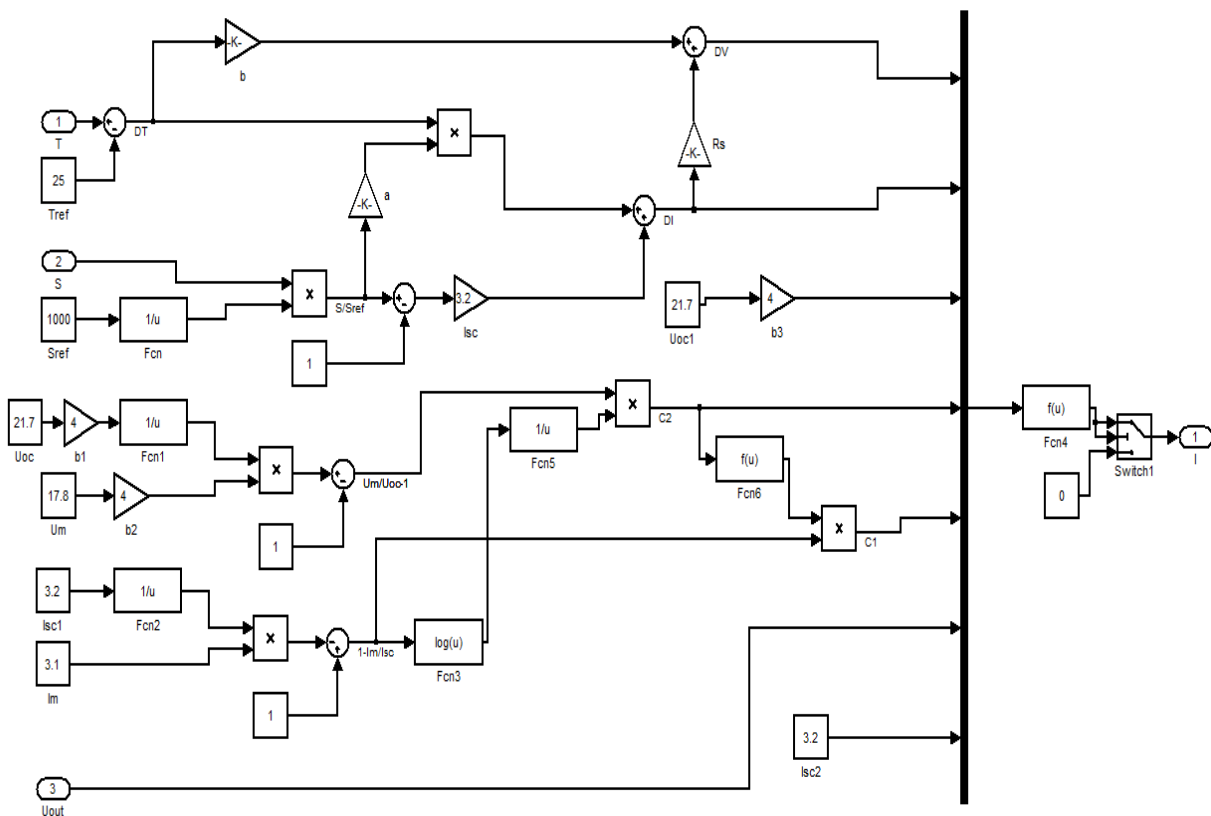 -K-
b
DV
1
T
DT
×
-K-
Rs
25
Tref
-K-
a
DI
2
S
×
S/Sref
3.2
Isc
21.7
Uoc1
4
b3
1000
Sref
1/u
Fcn
1
21.7
Uoc
4
b1
1/u
Fcn1
×
Um/Uoc-1
1/u
Fcn5
×
C2
f(u)
Fcn4
Switch1
1
I
0
17.8
Um
4
b2
1
f(u)
Fcn6
×
C1
3.2
Isc1
1/u
Fcn2
×
1-Im/Isc
log(u)
Fcn3
3.1
Im
1
3.2
Isc2
3
Uout